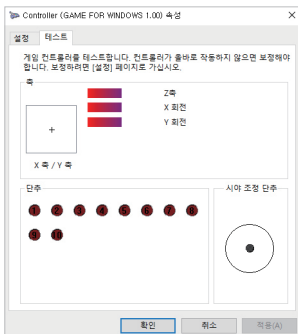 Controller (GAME FOR WINDOWS 1.00) 속성
설정 테스트
게임 컨트롤러를 테스트합니다. 컨트롤러가 올바로 작동하지 않으면 보정해야
합니다. 보정하려면 [설정] 페이지로 가십시오.
축
Z축
X 회전
Y 회전
X 축 / Y 축
단추
시야 조정 단추
1 2 3 4 5 6 7 8
9 10
확인 취소 적용(A)